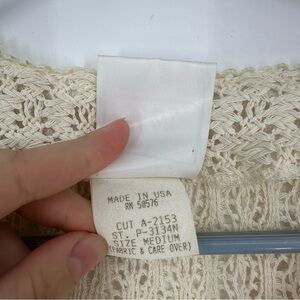 MADE IN USA
RN 58576
CUT A-2153
ST. P-3134N
SIZE MEDIUM
(FABRIC & CARE OVER)